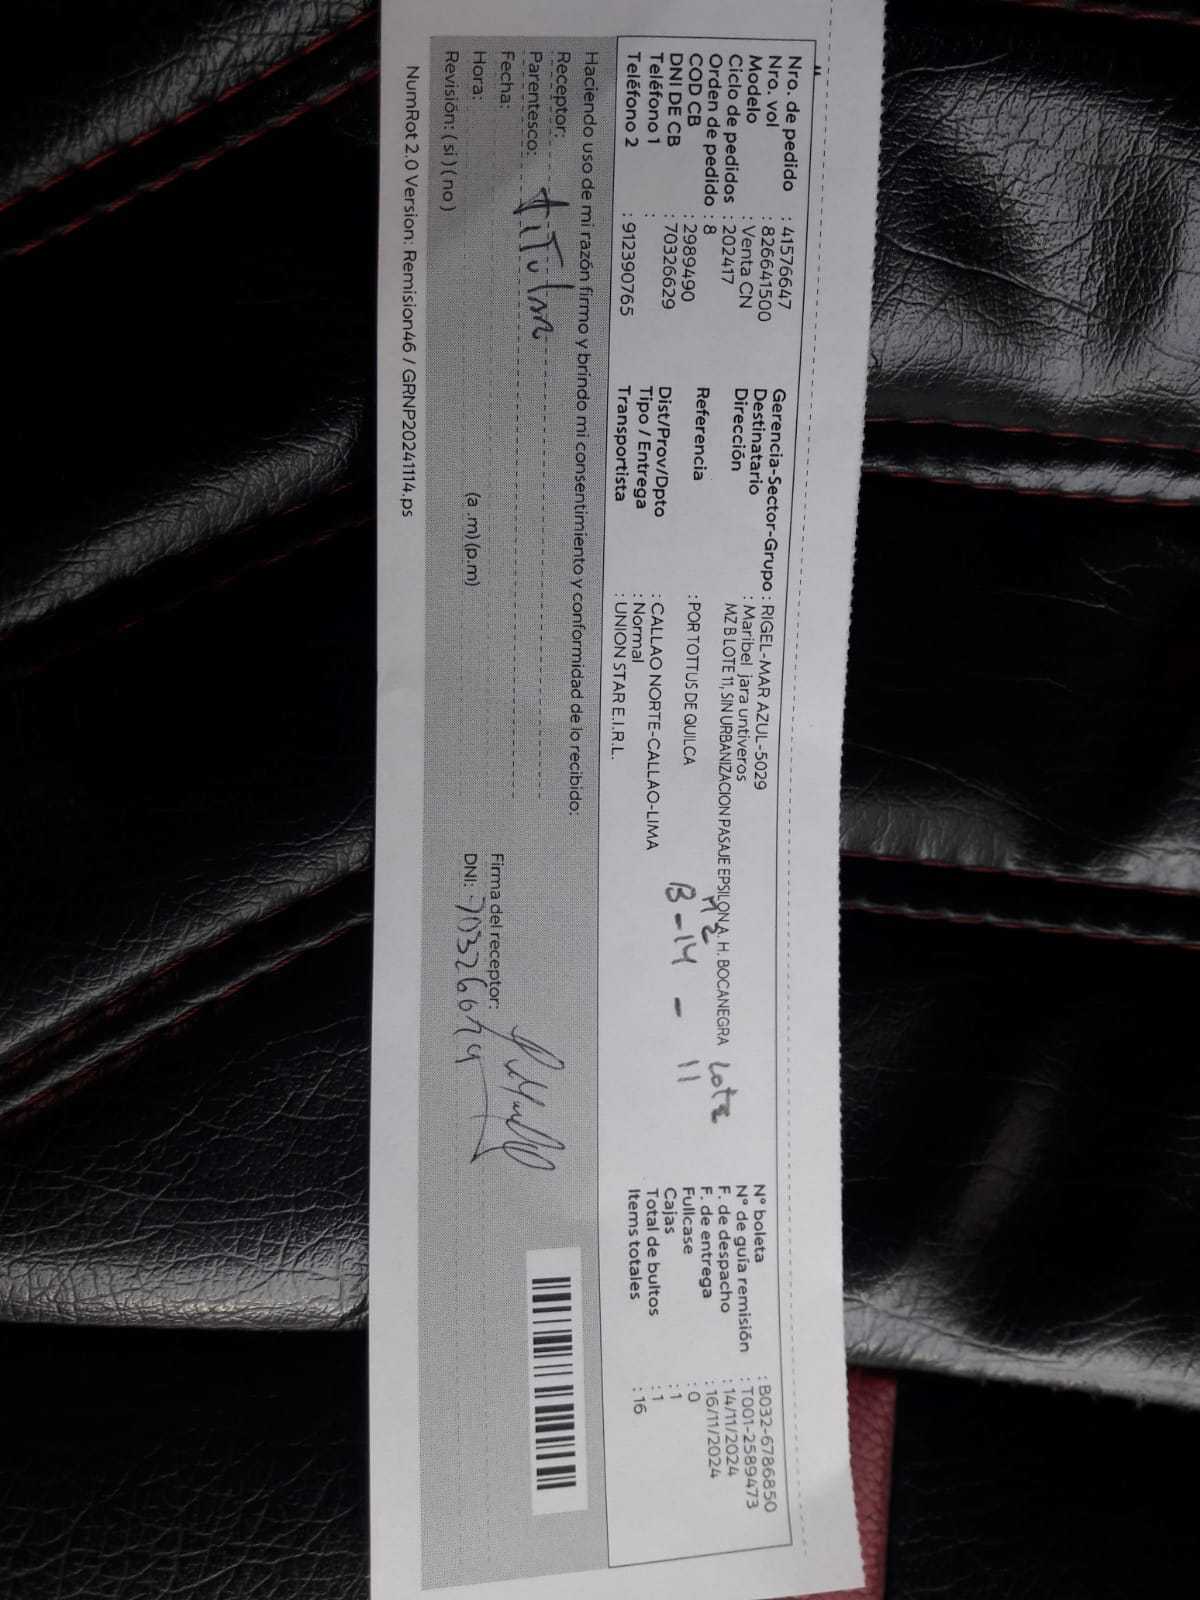 Nro. de pedido : 41576647
Nro. vol : 8266641500
Modelo : Venta CN
Ciclo de pedidos : 202417
Orden de pedido : 8
COD CB : 2989490
DNI DE CB : 70326629
Teléfono 1 :
Teléfono 2 : 912390765
Gerencia-Sector-Grupo : RIGEL-MAR AZUL-5029
Destinatario : Maribel jara untiveros
Dirección MZ B LOTE 11, SIN URBANIZACION PASAJE EPSILON A. H. BOCANEGRA
Referencia : POR TOTTUS DE QUILCA
Dist/Prov/Dpto : CALLAO NORTE-CALLAO-LIMA
Tipo / Entrega : Normal
Transportista : UNION STAR E.I.R.L.
Mz Lote
B-14 - 11
N° boleta : B032-6786850
N° de guía remisión : T001-2589473
F. de despacho : 14/11/2024
F. de entrega : 16/11/2024
Fullcase : 0
Cajas : 1
Total de bultos : 1
Items totales : 16
Haciendo uso de mi razón firmo y brindo mi consentimiento y conformidad de lo recibido:
Receptor:
Parentesco: Titular
Fecha:
Hora: (a .m) (p.m)
Revisión: ( si ) ( no )
Firma del receptor:
DNI:
NumRot 2.0 Version: Remision46 / GRNP20241114.ps